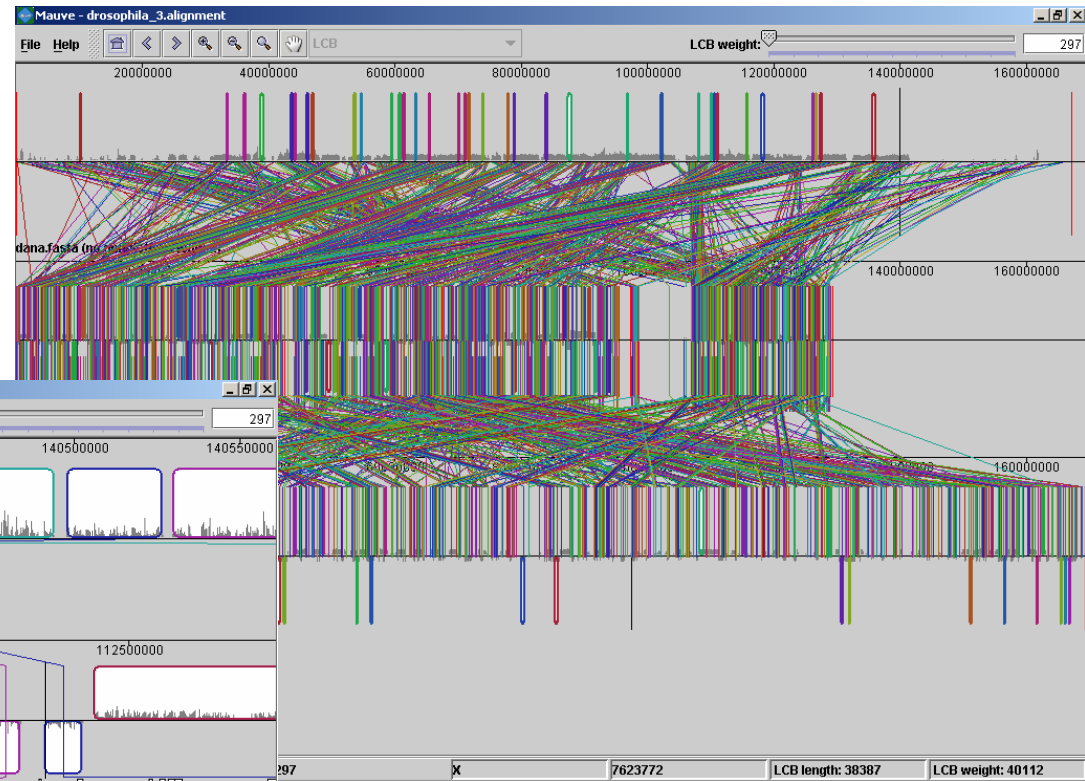 Mauve - drosophila_3.alignment
File Help LCB LCB weight: 297
20000000 40000000 60000000 80000000 100000000 120000000 140000000 160000000
dana.fasta (no
140000000 160000000
297
140500000 140550000
160000000
112500000
297 X 7623772 LCB length: 38387 LCB weight: 40112